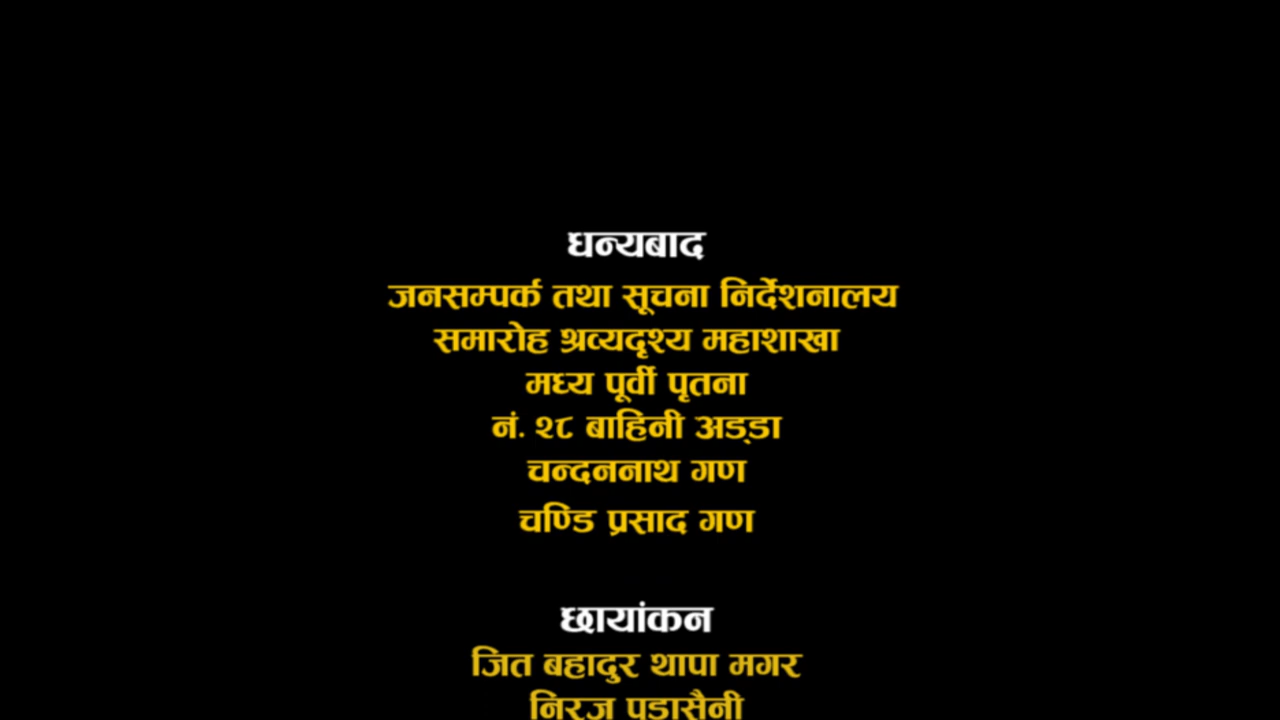 धन्यबाद
जनसम्पर्क तथा सूचना निर्देशनालय
समारोह श्रव्यदृश्य महाशाखा
मध्य पूर्वी पृतना
नं. २८ बाहिनी अड्डा
चन्दननाथ गण
चण्डि प्रसाद गण
छायांकन
जित बहादुर थापा मगर
निरज पडासैनी